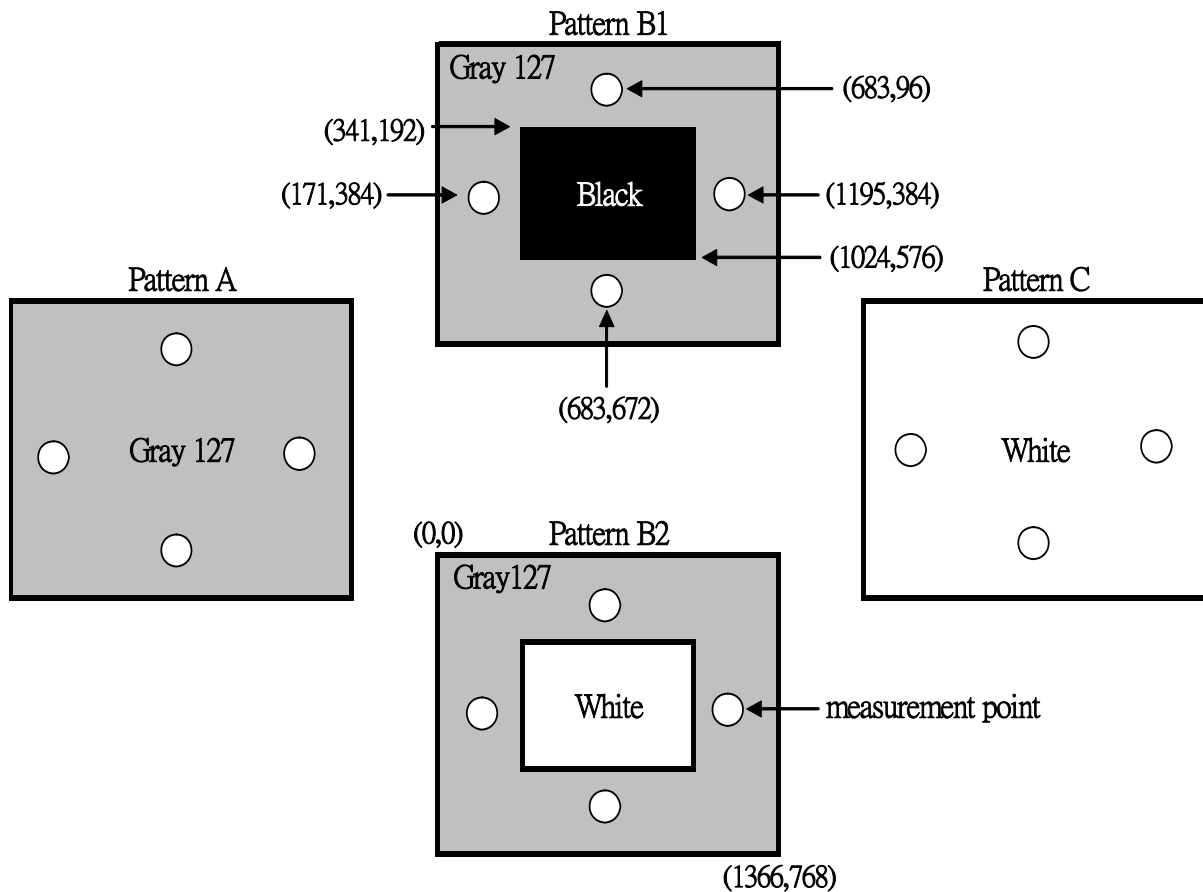 Pattern B1
Gray 127
(683,96)
(341,192)
(171,384)
Black
(1195,384)
(1024,576)
(683,672)
Pattern A
Gray 127
Pattern C
White
(0,0)
Pattern B2
Gray127
White
measurement point
(1366,768)